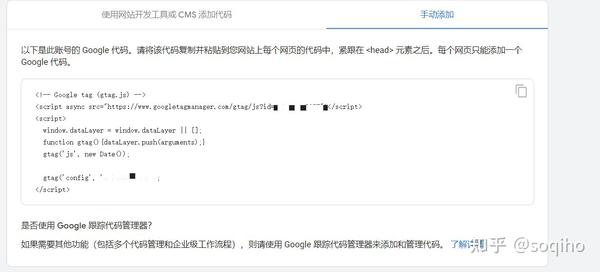 使用网站开发工具或 CMS 添加代码
手动添加
以下是此账号的 Google 代码。请将该代码复制并粘贴到您网站上每个网页的代码中，紧跟在 <head> 元素之后。每个网页只能添加一个
Google 代码。
<!-- Google tag (gtag.js) -->
<script async src="https://www.googletagmanager.com/gtag/js?id=
"></script>
<script>
window.dataLayer = window.dataLayer || [];
function gtag(){dataLayer.push(arguments);}
gtag('js', new Date());
gtag('config', '
;
</script>
是否使用 Google 跟踪代码管理器？
如果需要其他功能（包括多个代码管理和企业级工作流程），则请使用 Google 跟踪代码管理器来添加和管理代码。 了解详情
知乎 @soqiho